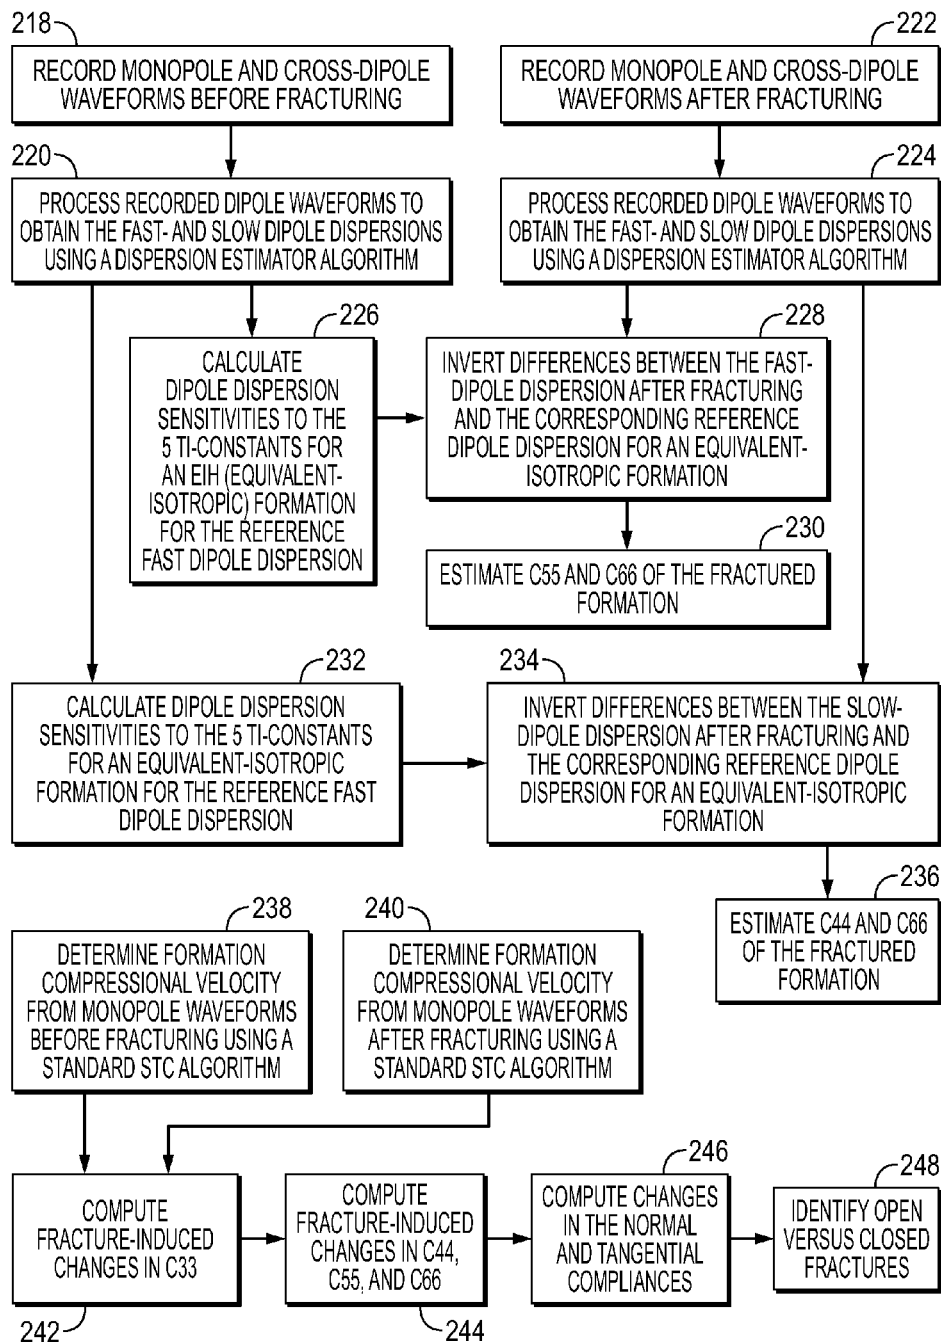 218
RECORD MONOPOLE AND CROSS-DIPOLE
WAVEFORMS BEFORE FRACTURING
222
RECORD MONOPOLE AND CROSS-DIPOLE
WAVEFORMS AFTER FRACTURING
220
PROCESS RECORDED DIPOLE WAVEFORMS TO
OBTAIN THE FAST- AND SLOW DIPOLE DISPERSIONS
USING A DISPERSION ESTIMATOR ALGORITHM
224
PROCESS RECORDED DIPOLE WAVEFORMS TO
OBTAIN THE FAST- AND SLOW DIPOLE DISPERSIONS
USING A DISPERSION ESTIMATOR ALGORITHM
226
CALCULATE
DIPOLE DISPERSION
SENSITIVITIES TO THE
5 TI-CONSTANTS FOR
AN EIH (EQUIVALENT-
ISOTROPIC) FORMATION
FOR THE REFERENCE
FAST DIPOLE DISPERSION
228
INVERT DIFFERENCES BETWEEN THE FAST-
DIPOLE DISPERSION AFTER FRACTURING
AND THE CORRESPONDING REFERENCE
DIPOLE DISPERSION FOR AN EQUIVALENT-
ISOTROPIC FORMATION
230
ESTIMATE C55 AND C66 OF THE FRACTURED
FORMATION
232
CALCULATE DIPOLE DISPERSION
SENSITIVITIES TO THE 5 TI-CONSTANTS
FOR AN EQUIVALENT-ISOTROPIC
FORMATION FOR THE REFERENCE FAST
DIPOLE DISPERSION
234
INVERT DIFFERENCES BETWEEN THE SLOW-
DIPOLE DISPERSION AFTER FRACTURING AND
THE CORRESPONDING REFERENCE DIPOLE
DISPERSION FOR AN EQUIVALENT-ISOTROPIC
FORMATION
236
ESTIMATE C44 AND C66
OF THE FRACTURED
FORMATION
238
DETERMINE FORMATION
COMPRESSIONAL VELOCITY
FROM MONOPOLE WAVEFORMS
BEFORE FRACTURING USING A
STANDARD STC ALGORITHM
240
DETERMINE FORMATION
COMPRESSIONAL VELOCITY
FROM MONOPOLE WAVEFORMS
AFTER FRACTURING USING A
STANDARD STC ALGORITHM
COMPUTE
FRACTURE-INDUCED
CHANGES IN C33
242
COMPUTE
FRACTURE-INDUCED
CHANGES IN C44,
C55, AND C66
244
246
COMPUTE CHANGES
IN THE NORMAL
AND TANGENTIAL
COMPLIANCES
248
IDENTIFY OPEN
VERSUS CLOSED
FRACTURES